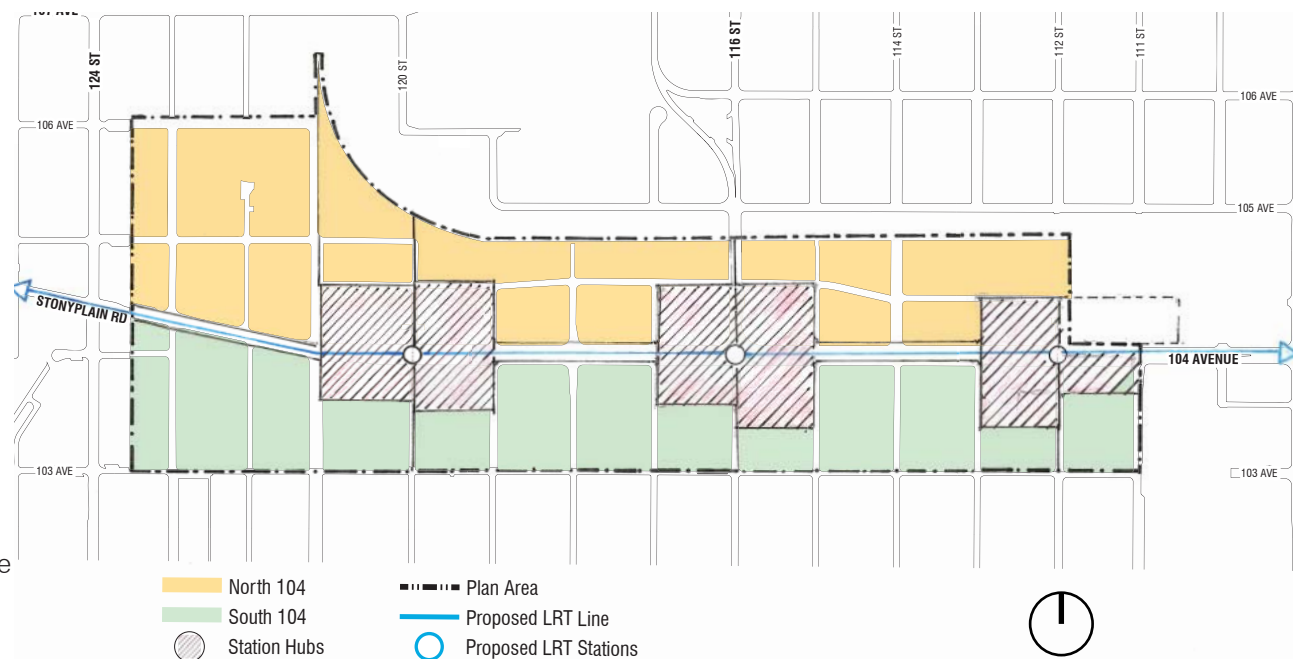 107 AVE
124 ST
120 ST
116 ST
114 ST
112 ST
111 ST
106 AVE
106 AVE
105 AVE
STONYPLAIN RD
104 AVENUE
103 AVE
103 AVE
e
North 104
Plan Area
South 104
Proposed LRT Line
Station Hubs
Proposed LRT Stations